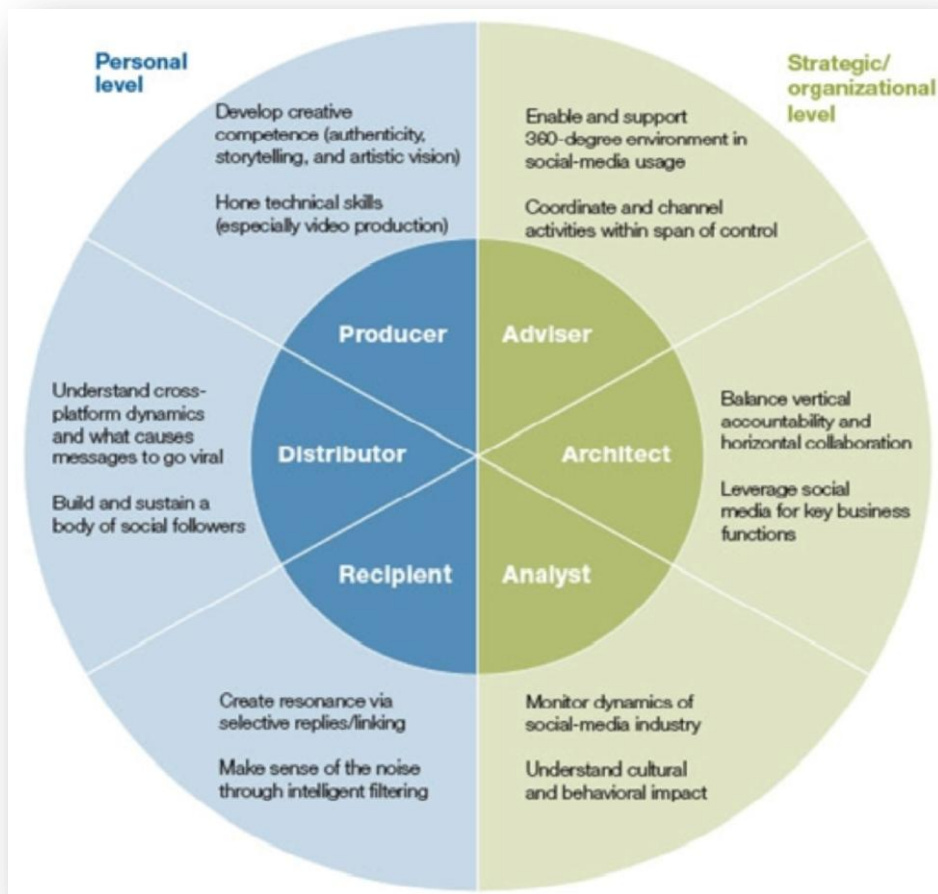 Personal
level
Develop creative
competence (authenticity,
storytelling, and artistic vision)
Hone technical skills
(especially video production)
Producer
Understand cross-
platform dynamics
and what causes
messages to go viral
Build and sustain a
body of social followers
Distributor
Create resonance via
selective replies/linking
Make sense of the noise
through intelligent filtering
Recipient
Strategic/
organizational
level
Enable and support
360-degree environment in
social-media usage
Coordinate and channel
activities within span of control
Adviser
Balance vertical
accountability and
horizontal collaboration
Leverage social
media for key business
functions
Architect
Monitor dynamics of
social-media industry
Understand cultural
and behavioral impact
Analyst